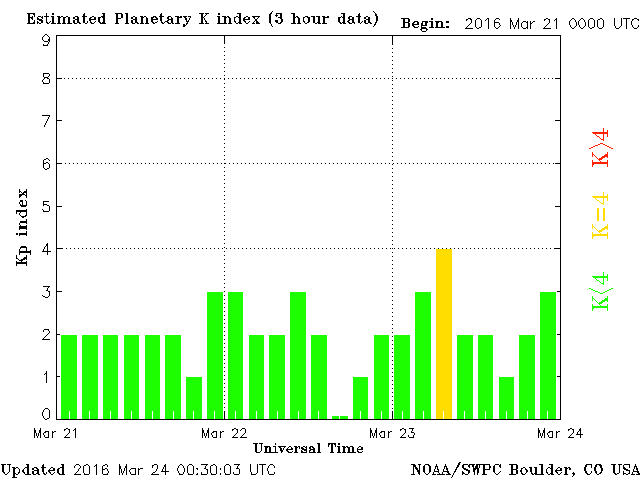 Estimated Planetary K index (3 hour data)
Begin: 2016 Mar 21 0000 UTC
9
8
7
6
5
4
3
2
1
0
Kp index
K>4
K=4
K<4
Mar 21
Mar 22
Mar 23
Mar 24
Universal Time
Updated 2016 Mar 24 00:30:03 UTC
NOAA/SWPC Boulder, CO USA